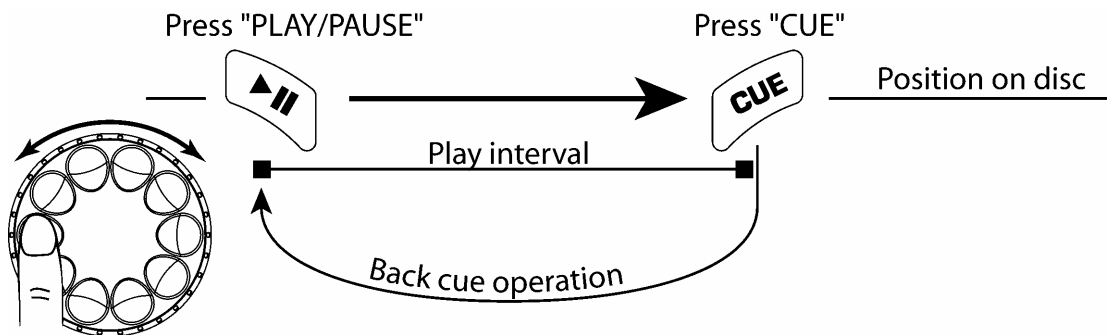 Press "PLAY/PAUSE"
Press "CUE"
CUE
Position on disc
Play interval
Back cue operation